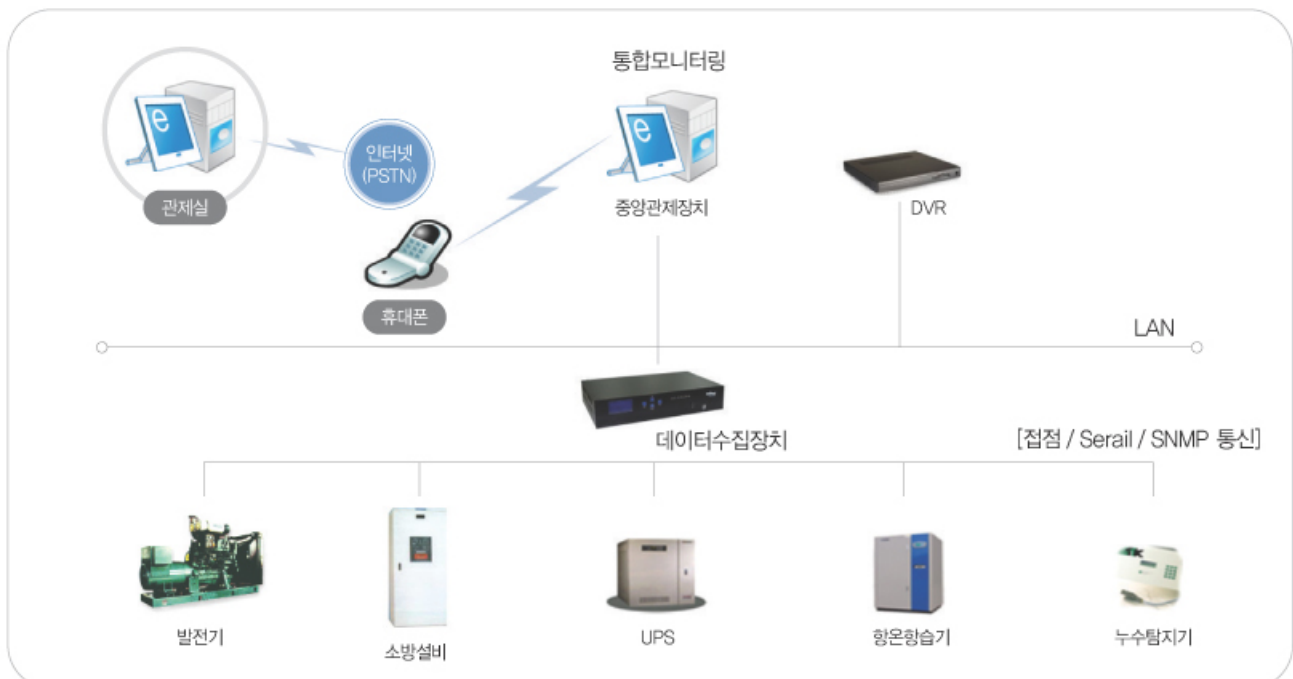 통합모니터링
인터넷
(PSTN)
관제실
중앙관제장치
DVR
휴대폰
LAN
데이터수집장치
[접점 / Serail / SNMP 통신]
발전기
소방설비
UPS
항온항습기
누수탐지기